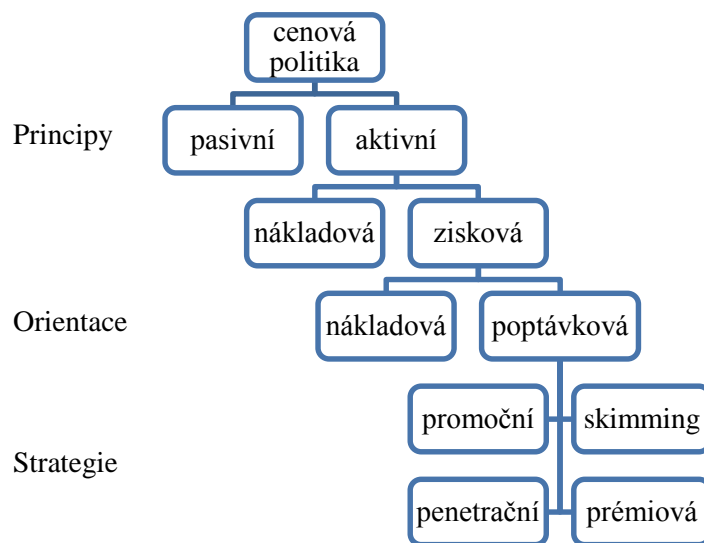 cenová
politika
Principy
pasivní
aktivní
nákladová
zisková
Orientace
nákladová
poptávková
promoční
skimming
Strategie
penetrační
prémiová